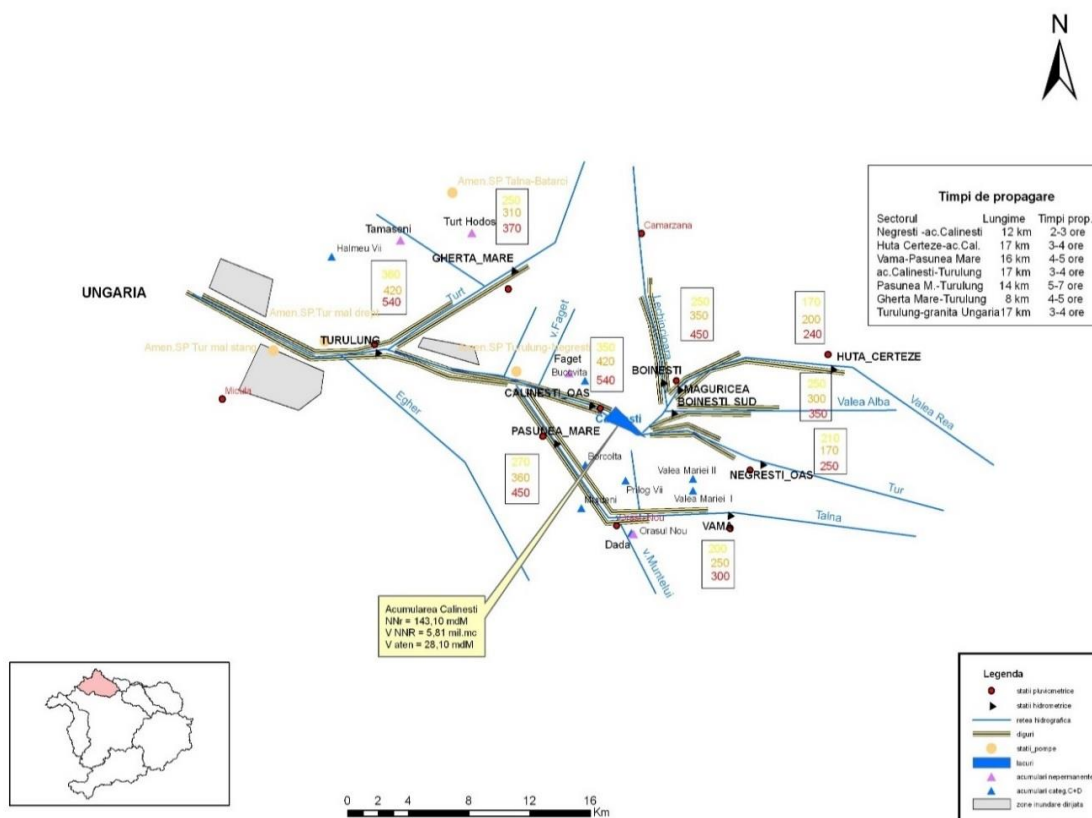 N
Timpi de propagare
Sectorul Lungime Timpi prop.
Negresti -ac.Calinesti 12 km 2-3 ore
Huta Certeze-ac.Cal. 17 km 3-4 ore
Vama-Pasunea Mare 16 km 4-5 ore
ac.Calinesti-Turulung 17 km 3-4 ore
Pasunea M.-Turulung 14 km 5-7 ore
Gherta Mare-Turulung 8 km 4-5 ore
Turulung-granita Ungaria17 km 3-4 ore
Amen.SP Talna-Batarci
250
310
370
Camarzana
Turt Hodos
Tamaseni
Halmeu Vii
GHERTA_MARE
360
420
540
UNGARIA
Turt
Amen.SP.Tur mal drept
TURULUNG
Amen.SP Tur mal stang
Amen.SP Turulung-Negresti
v.Faget
350
420
540
Lechincioara
250
350
450
170
200
240
HUTA_CERTEZE
Faget
Bucovita
BOINESTI
MAGURICEA
BOINESTI_SUD
250
300
350
Valea Alba
Valea Rea
Micula
Egher
CALINESTI_OAS
PASUNEA_MARE
270
360
450
210
170
250
NEGRESTI_OAS
Tur
Borcolta
Prilog Vii
Valea Mariei II
Valea Mariei I
Orasul Nou
Dada
VAMA
Talna
v.Muntelui
200
250
300
Acumularea Calinesti
NNr = 143,10 mdM
V NNR = 5,81 mil.mc
V aten = 28,10 mdM
Legenda
statii pluviometrice
statii hidrometrice
retea hidrografica
diguri
statii_pompe
lacuri
acumulari nepermanente
acumulari categ.C+D
zone inundare dirijata
0 2 4 8 12 16
Km